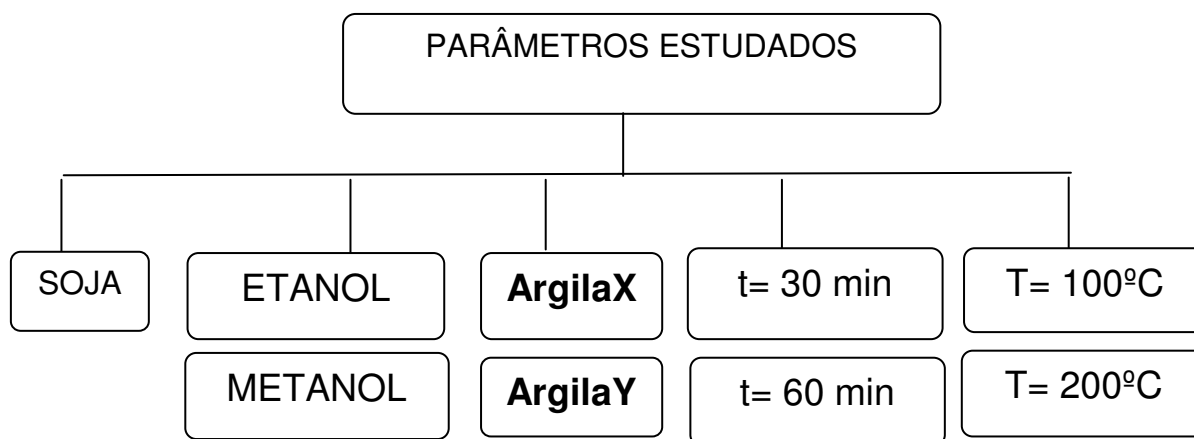 PARÂMETROS ESTUDADOS
SOJA
ETANOL
ArgilaX
t= 30 min
T= 100ºC
METANOL
ArgilaY
t= 60 min
T= 200ºC